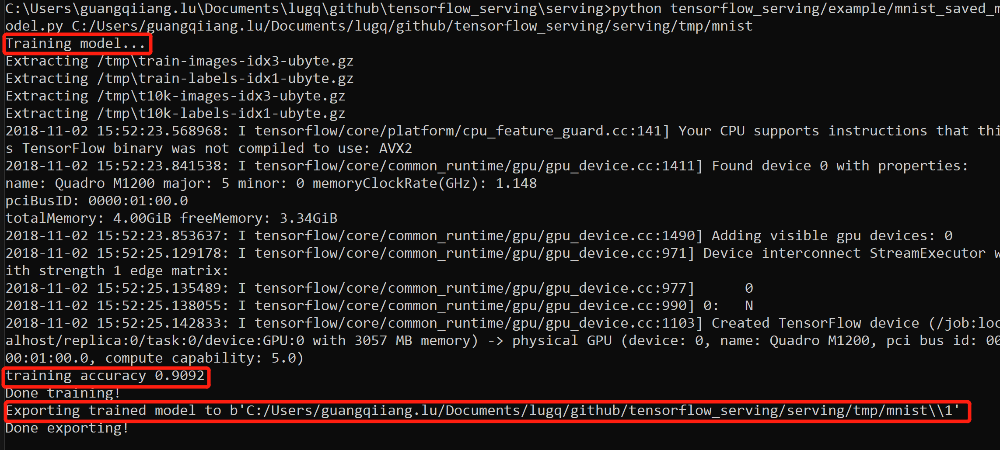 C:\Users\guangqiiang.lu\Documents\lugq\github\tensorflow_serving\serving>python tensorflow_serving/example/mnist_saved_m
odel.py C:/Users/guangqiiang.lu/Documents/lugq/github/tensorflow_serving/serving/tmp/mnist
Training model...
Extracting /tmp\train-images-idx3-ubyte.gz
Extracting /tmp\train-labels-idx1-ubyte.gz
Extracting /tmp\t10k-images-idx3-ubyte.gz
Extracting /tmp\t10k-labels-idx1-ubyte.gz
2018-11-02 15:52:23.568968: I tensorflow/core/platform/cpu_feature_guard.cc:141] Your CPU supports instructions that thi
s TensorFlow binary was not compiled to use: AVX2
2018-11-02 15:52:23.841538: I tensorflow/core/common_runtime/gpu/gpu_device.cc:1411] Found device 0 with properties:
name: Quadro M1200 major: 5 minor: 0 memoryClockRate(GHz): 1.148
pciBusID: 0000:01:00.0
totalMemory: 4.00GiB freeMemory: 3.34GiB
2018-11-02 15:52:23.853637: I tensorflow/core/common_runtime/gpu/gpu_device.cc:1490] Adding visible gpu devices: 0
2018-11-02 15:52:25.129178: I tensorflow/core/common_runtime/gpu/gpu_device.cc:971] Device interconnect StreamExecutor w
ith strength 1 edge matrix:
2018-11-02 15:52:25.135489: I tensorflow/core/common_runtime/gpu/gpu_device.cc:977]      0
2018-11-02 15:52:25.138055: I tensorflow/core/common_runtime/gpu/gpu_device.cc:990] 0:   N
2018-11-02 15:52:25.142833: I tensorflow/core/common_runtime/gpu/gpu_device.cc:1103] Created TensorFlow device (/job:loc
alhost/replica:0/task:0/device:GPU:0 with 3057 MB memory) -> physical GPU (device: 0, name: Quadro M1200, pci bus id: 00
00:01:00.0, compute capability: 5.0)
training accuracy 0.9092
Done training!
Exporting trained model to b'C:/Users/guangqiiang.lu/Documents/lugq/github/tensorflow_serving/serving/tmp/mnist\\1'
Done exporting!